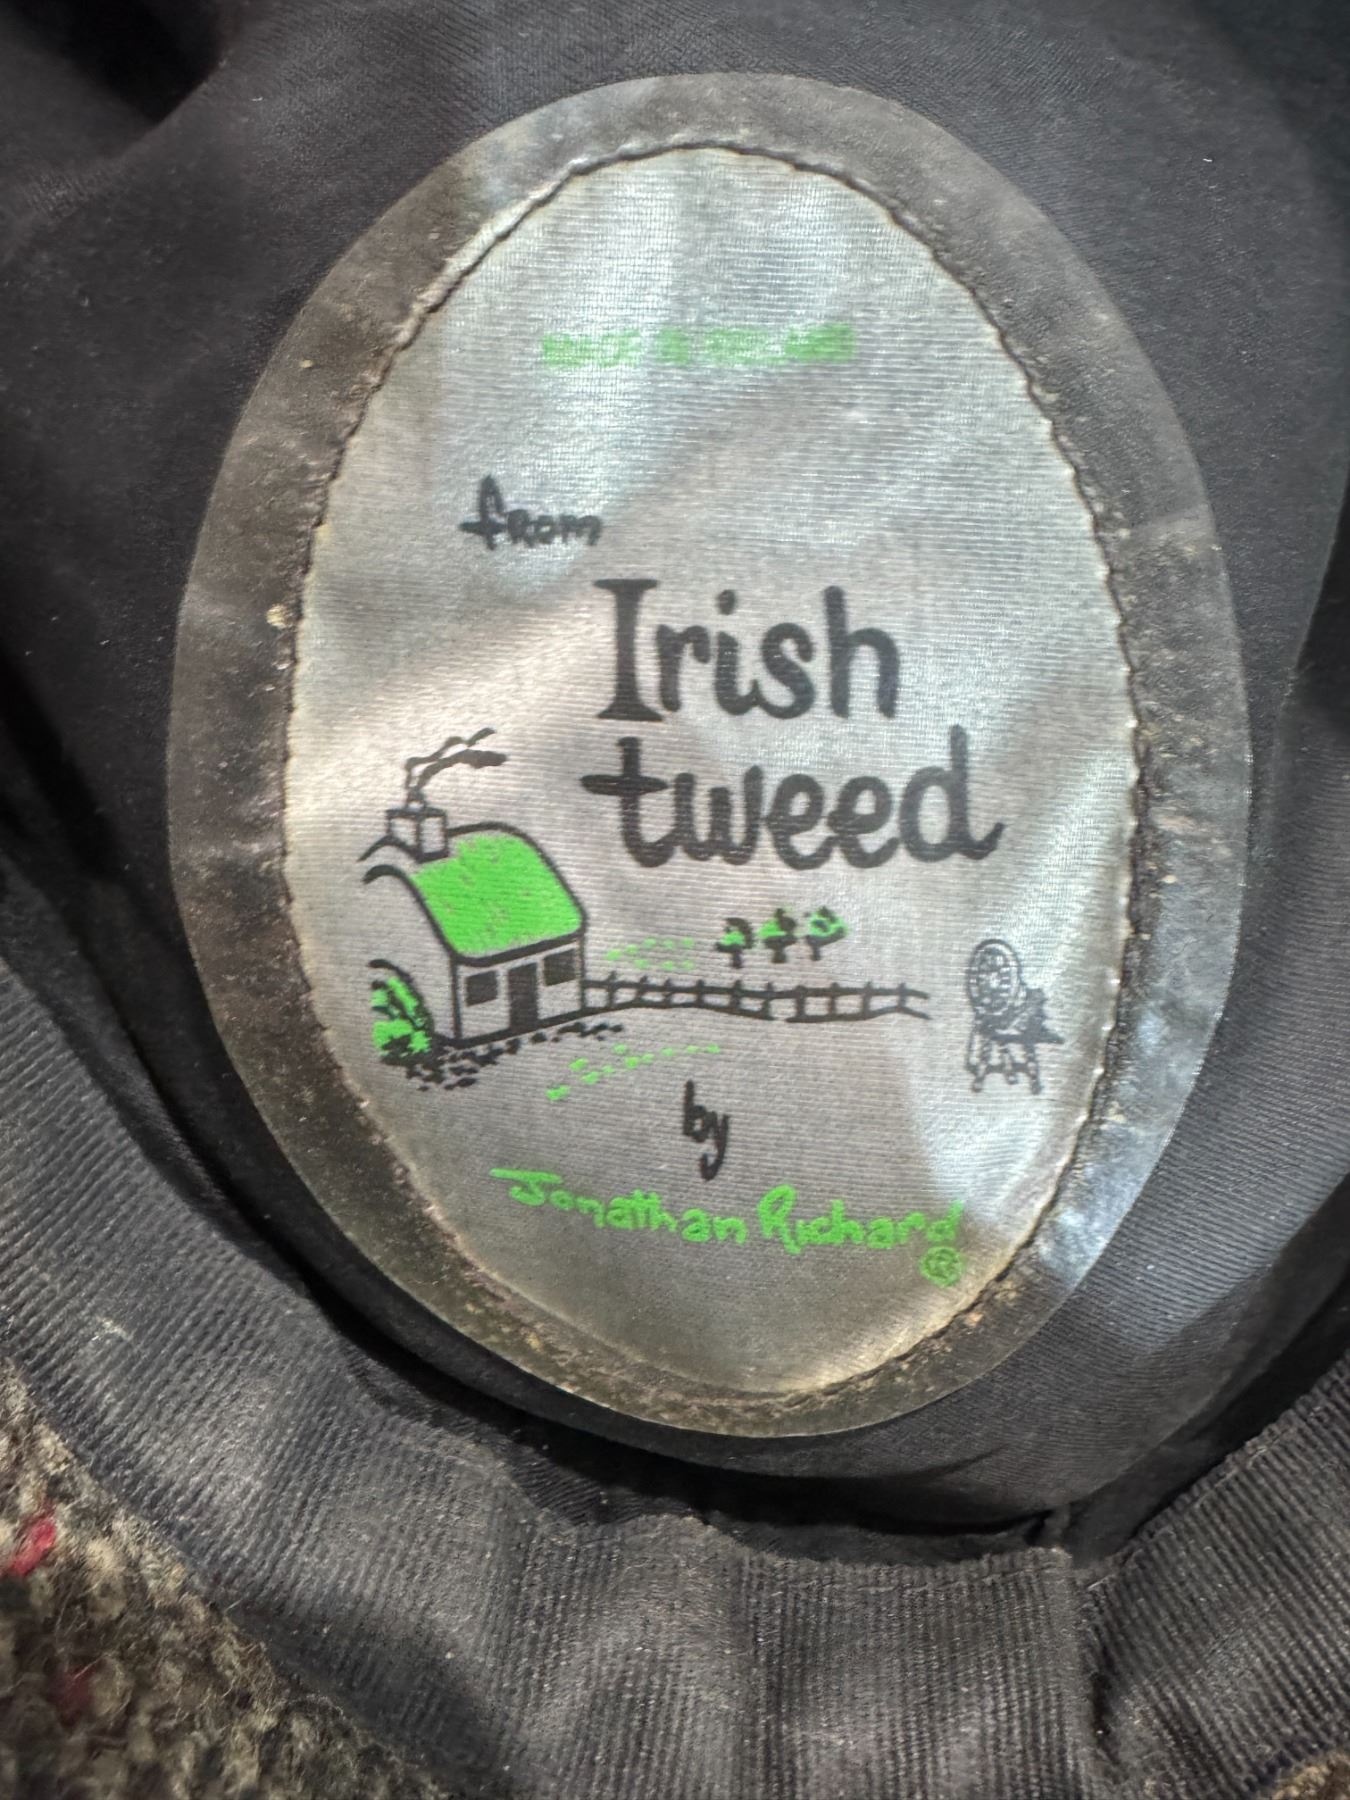 from
Irish
tweed
by
Jonathan Richard
®